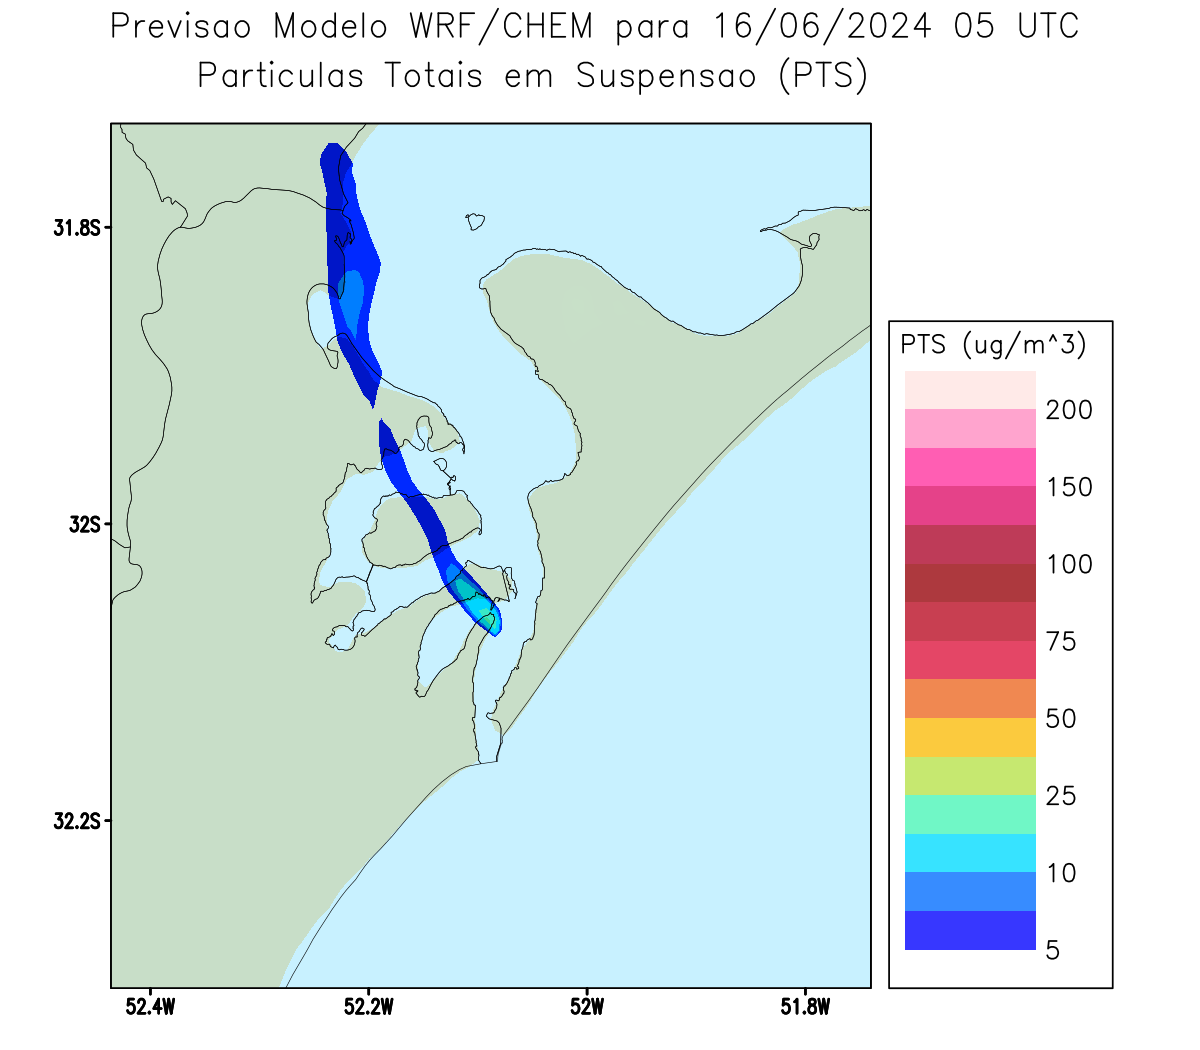 Previsao Modelo WRF/CHEM para 16/06/2024 05 UTC
Particulas Totais em Suspensao (PTS)
31.8S
32S
32.2S
52.4W
52.2W
52W
51.8W
PTS (ug/m^3)
200
150
100
75
50
25
10
5